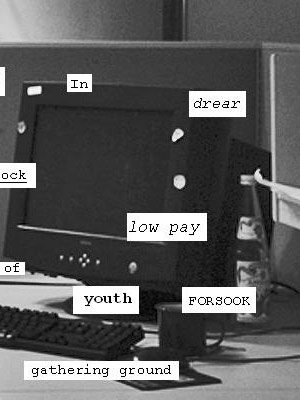 In
drear
ock
low pay
of
youth
FORSOOK
gathering ground